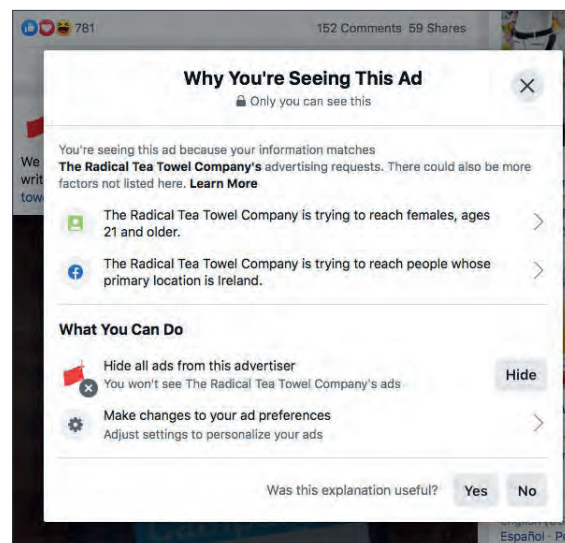 781
152 Comments 59 Shares
Why You're Seeing This Ad
Only you can see this
You're seeing this ad because your information matches
The Radical Tea Towel Company's advertising requests. There could also be more
factors not listed here. Learn More
We
writ
tow
The Radical Tea Towel Company is trying to reach females, ages
21 and older.
The Radical Tea Towel Company is trying to reach people whose
primary location is Ireland.
What You Can Do
Hide all ads from this advertiser
You won't see The Radical Tea Towel Company's ads
Hide
Make changes to your ad preferences
Adjust settings to personalize your ads
Was this explanation useful? Yes No
Español · P